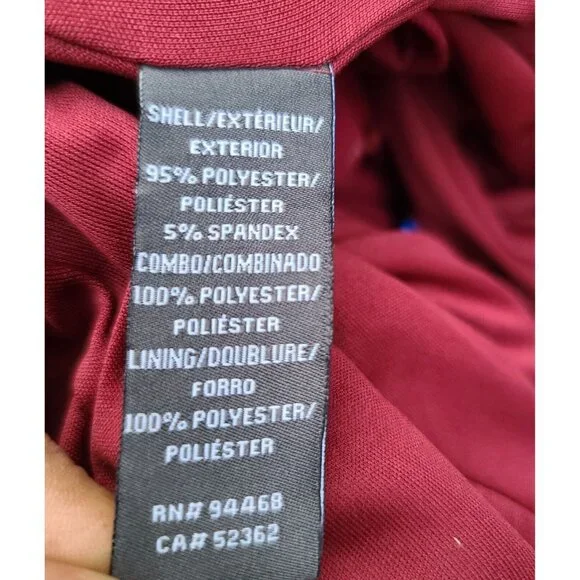 SHELL/EXTÉRIEUR/
EXTERIOR
95% POLYESTER/
POLIÉSTER
5% SPANDEX
COMBO/COMBINADO
100% POLYESTER/
POLIÉSTER
LINING/DOUBLURE/
FORRO
100% POLYESTER/
POLIÉSTER
RN# 94468
CA# 52362